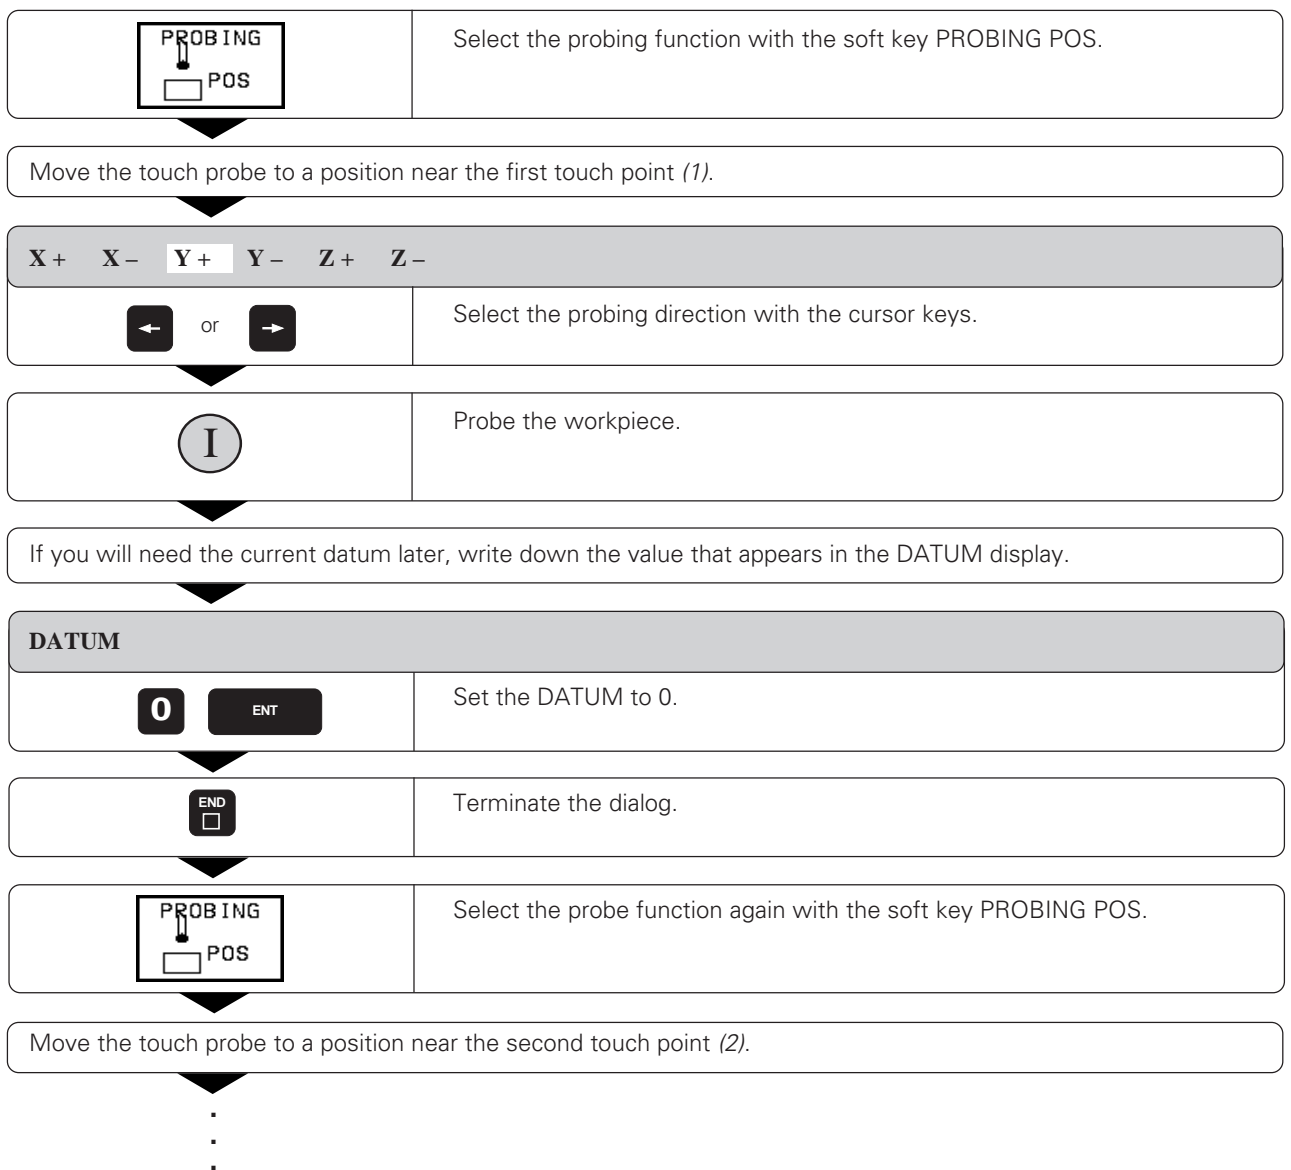 PROBING
POS
Select the probing function with the soft key PROBING POS.
Move the touch probe to a position near the first touch point (1).
X + X – Y + Y – Z + Z –
or
Select the probing direction with the cursor keys.
I
Probe the workpiece.
If you will need the current datum later, write down the value that appears in the DATUM display.
DATUM
0 ENT
Set the DATUM to 0.
END
Terminate the dialog.
PROBING
POS
Select the probe function again with the soft key PROBING POS.
Move the touch probe to a position near the second touch point (2).
.
.
.